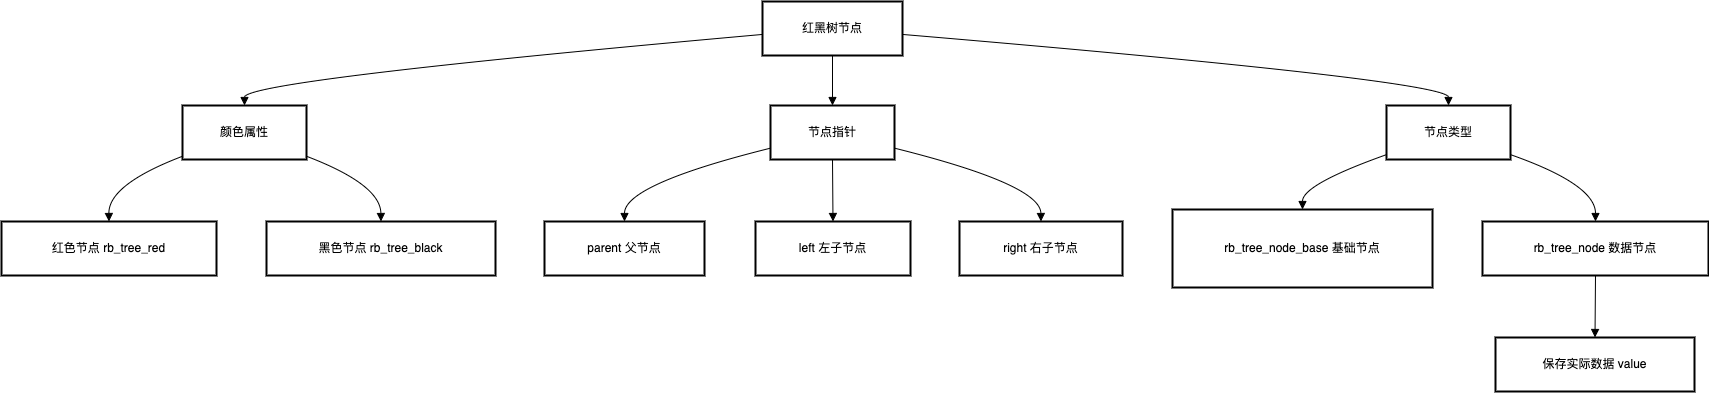 红黑树节点
颜色属性
节点指针
节点类型
红色节点 rb_tree_red
黑色节点 rb_tree_black
parent 父节点
left 左子节点
right 右子节点
rb_tree_node_base 基础节点
rb_tree_node 数据节点
保存实际数据 value